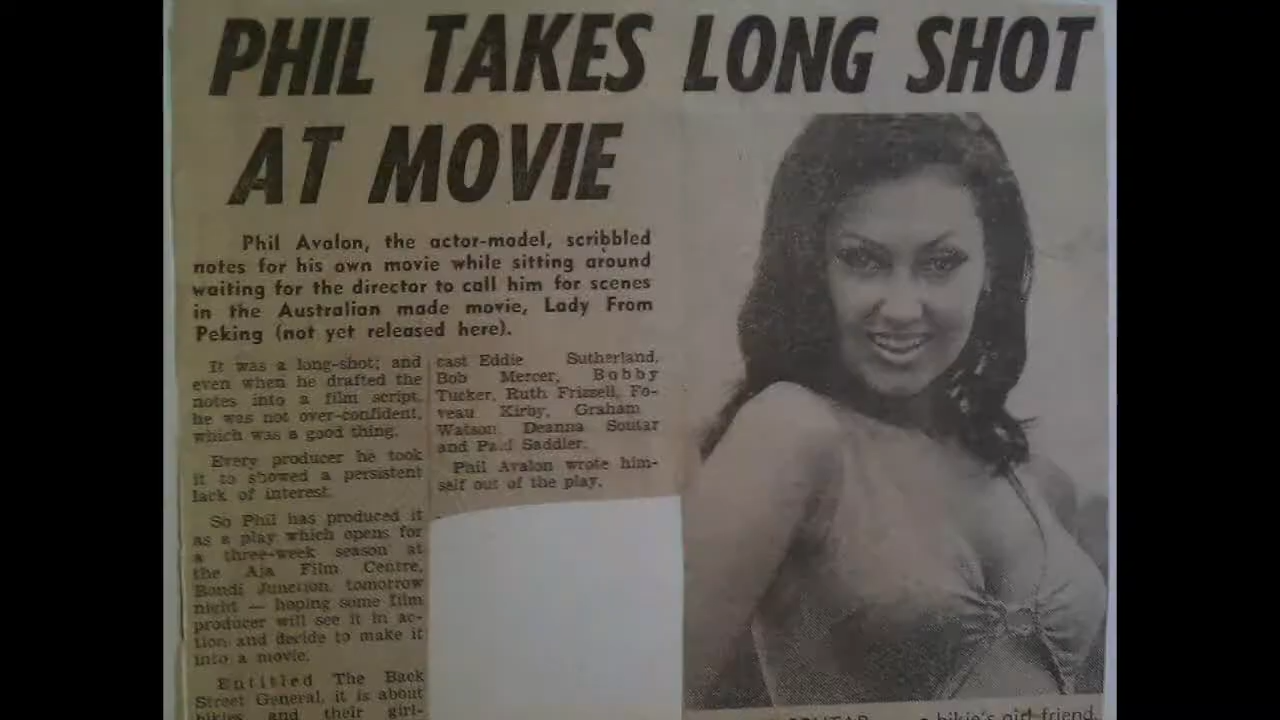 PHIL TAKES LONG SHOT
AT MOVIE
Phil Avalon, the actor-model, scribbled
notes for his own movie while sitting around
waiting for the director to call him for scenes
in the Australian made movie, Lady From
Peking (not yet released here).
It was a long-shot; and
even when he drafted the
notes into a film script,
he was not over-confident,
which was a good thing.
Every producer he took
it to showed a persistent
lack of interest.
So Phil has produced it
as a play which opens for
a three-week season at
the Aja Film Centre,
Bondi Junction, tomorrow
night — hoping some film
producer will see it in ac-
tion and decide to make it
into a movie.
Entitled The Back
Street General, it is about
bikies and their girl-
cast Eddie Sutherland,
Bob Mercer, Bobby
Tucker, Ruth Frizzell, Fo-
veau Kirby, Graham
Watson, Deanna Soutar
and Paul Saddler.
Phil Avalon wrote him-
self out of the play.
a bikie's girl-friend.